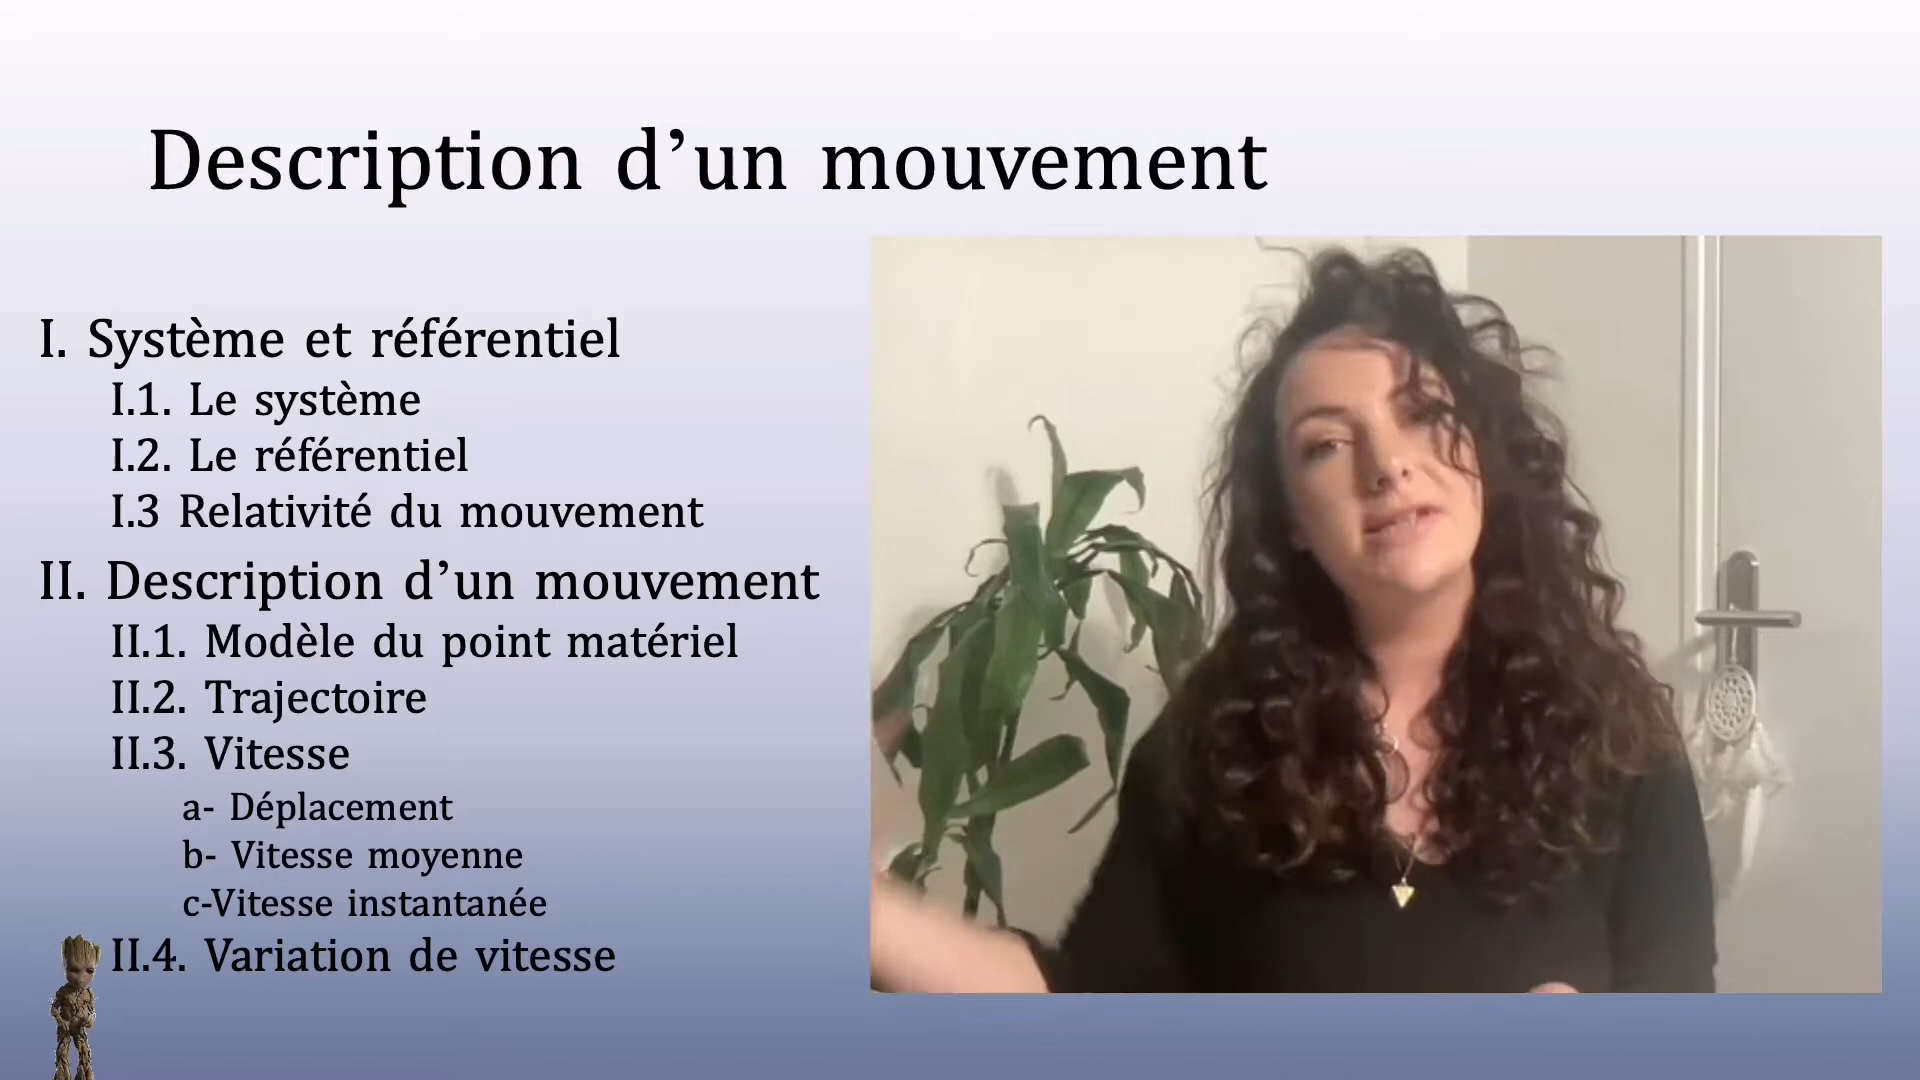 Description d’un mouvement
I. Système et référentiel
I.1. Le système
I.2. Le référentiel
I.3 Relativité du mouvement
II. Description d’un mouvement
II.1. Modèle du point matériel
II.2. Trajectoire
II.3. Vitesse
a- Déplacement
b- Vitesse moyenne
c-Vitesse instantanée
II.4. Variation de vitesse